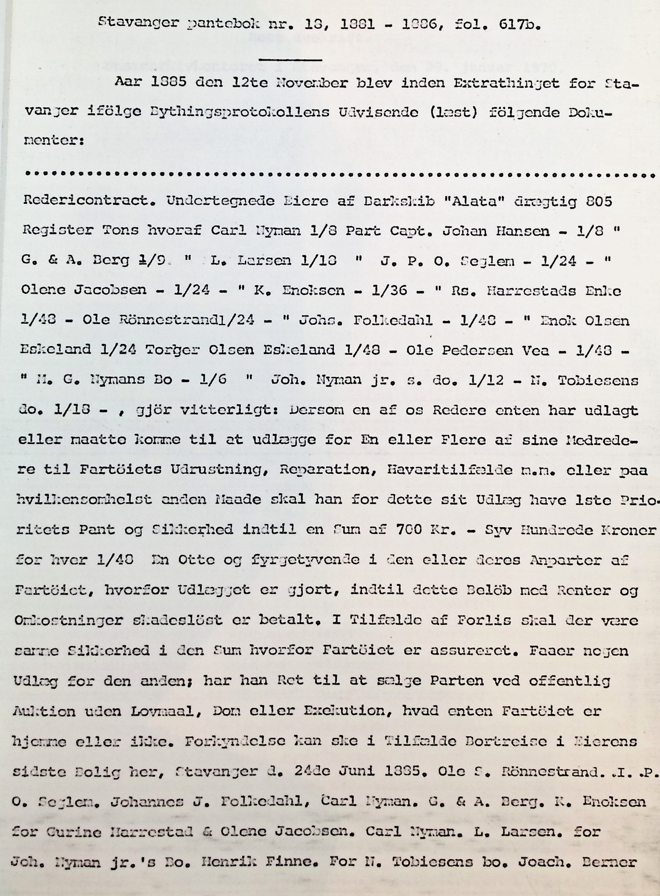 Stavanger pantebok nr. 18, 1881 - 1886, fol. 617b.
Aar 1885 den 12te November blev inden Extrathinget for Sta-
vanger ifölge Bythingsprotokollens Udvisende (læst) fölgende Doku-
menter:
Redericontract. Undertegnede Eiere af Barkskib "Alata" drægtig 805
Register Tons hvoraf Carl Nyman 1/8 Part Capt. Johan Hansen - 1/8 "
G. & A. Berg 1/9 " L. Larsen 1/18 " J. P. O. Seglem - 1/24 - "
Olene Jacobsen - 1/24 - " K. Enoksen - 1/36 - " Rs. Harrestads Enke
1/48 - Ole Rönnestrand1/24 - " Johs. Folkedahl - 1/48 - " Enok Olsen
Eskeland 1/24 Torger Olsen Eskeland 1/48 - Ole Pedersen Vea - 1/48 -
" M. G. Nymans Bo - 1/6 " Joh. Nyman jr. s. do. 1/12 - N. Tobiesens
do. 1/18 - , gjör vitterligt: Dersom en af os Redere enten har udlagt
eller maatte komme til at udlægge for En eller Flere af sine Medrede-
re til Fartöiets Udrustning, Reparation, Havaritilfælde m.m. eller paa
hvilkensomhelst anden Maade skal han for dette sit Udlæg have 1ste Prio-
ritets Pant og Sikkerhed indtil en Sum af 700 Kr. - Syv Hundrede Kroner
for hver 1/48 En Otte og fyrgetyvende i den eller deres Anparter af
Fartöiet, hvorfor Udlægget er gjort, indtil dette Belöb med Renter og
Omkostninger skadeslöst er betalt. I Tilfælde af Forlis skal der være
samme Sikkerhed i den Sum hvorfor Fartöiet er assureret. Faaer nogen
Udlæg for den anden; har han Ret til at sælge Parten ved offentlig
Auktion uden Lovmaal, Dom eller Exekution, hvad enten Fartöiet er
hjemme eller ikke. Forkyndelse kan ske i Tilfælde Bortreise i Eierens
sidste Bolig her, Stavanger d. 24de Juni 1885. Ole S. Rönnestrand. .I. .P.
O. Seglem. Johannes J. Folkedahl, Carl Nyman. G. & A. Berg. K. Enoksen
for Gurine Harrestad & Olene Jacobsen. Carl Nyman. L. Larsen. for
Joh. Nyman jr.'s Bo. Henrik Finne. For N. Tobiesens bo. Joach. Berner